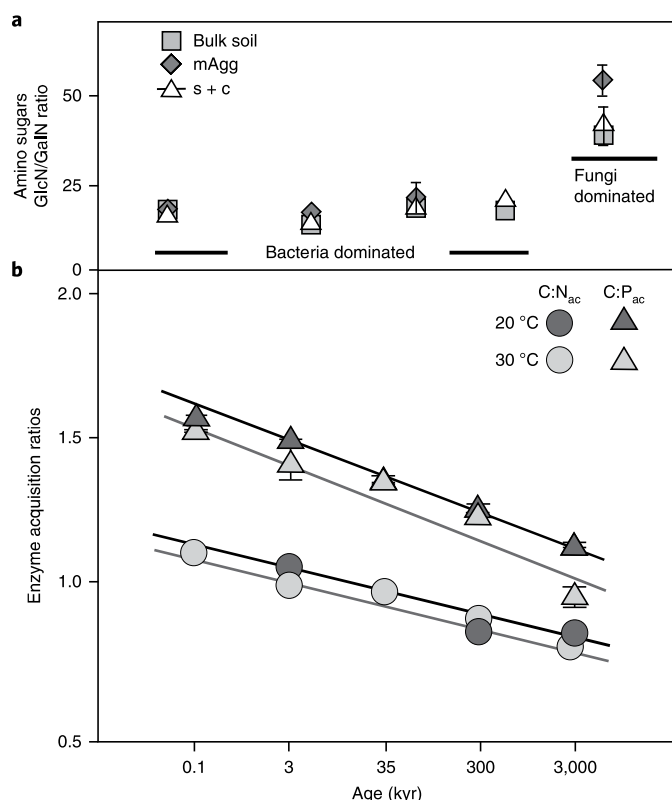 a
Bulk soil
mAgg
s + c
Amino sugars
GlcN/GalN ratio
50
25
0
Fungi
dominated
Bacteria dominated
b
C:Nac C:Pac
20 °C
30 °C
Enzyme acquisition ratios
2.0
1.5
1.0
0.5
0.1 3 35 300 3,000
Age (kyr)